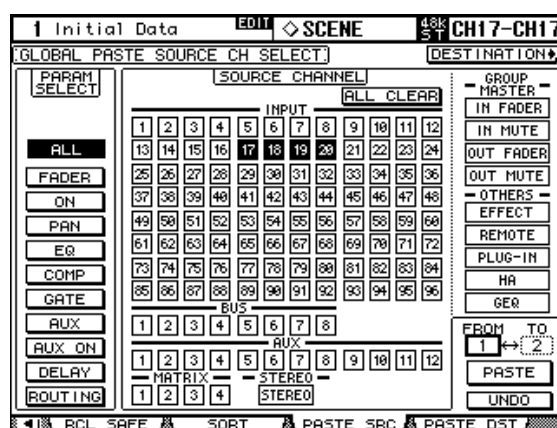 1 Initial Data EDIT ◇SCENE 48K ST CH17-CH17
GLOBAL PASTE SOURCE CH SELECT. DESTINATION
PARAM SELECT
ALL
FADER
ON
PAN
EQ
COMP
GATE
AUX
AUX ON
DELAY
ROUTING
SOURCE CHANNEL
ALL CLEAR
INPUT
1 2 3 4 5 6 7 8 9 10 11 12
13 14 15 16 17 18 19 20 21 22 23 24
25 26 27 28 29 30 31 32 33 34 35 36
37 38 39 40 41 42 43 44 45 46 47 48
49 50 51 52 53 54 55 56 57 58 59 60
61 62 63 64 65 66 67 68 69 70 71 72
73 74 75 76 77 78 79 80 81 82 83 84
85 86 87 88 89 90 91 92 93 94 95 96
BUS
1 2 3 4 5 6 7 8
AUX
1 2 3 4 5 6 7 8 9 10 11 12
MATRIX STEREO
1 2 3 4 STEREO
GROUP
MASTER
IN FADER
IN MUTE
OUT FADER
OUT MUTE
OTHERS
EFFECT
REMOTE
PLUG-IN
HA
GEQ
FROM TO
1 ↔ 2
PASTE
UNDO
RCL SAFE SORT PASTE SRC PASTE DST